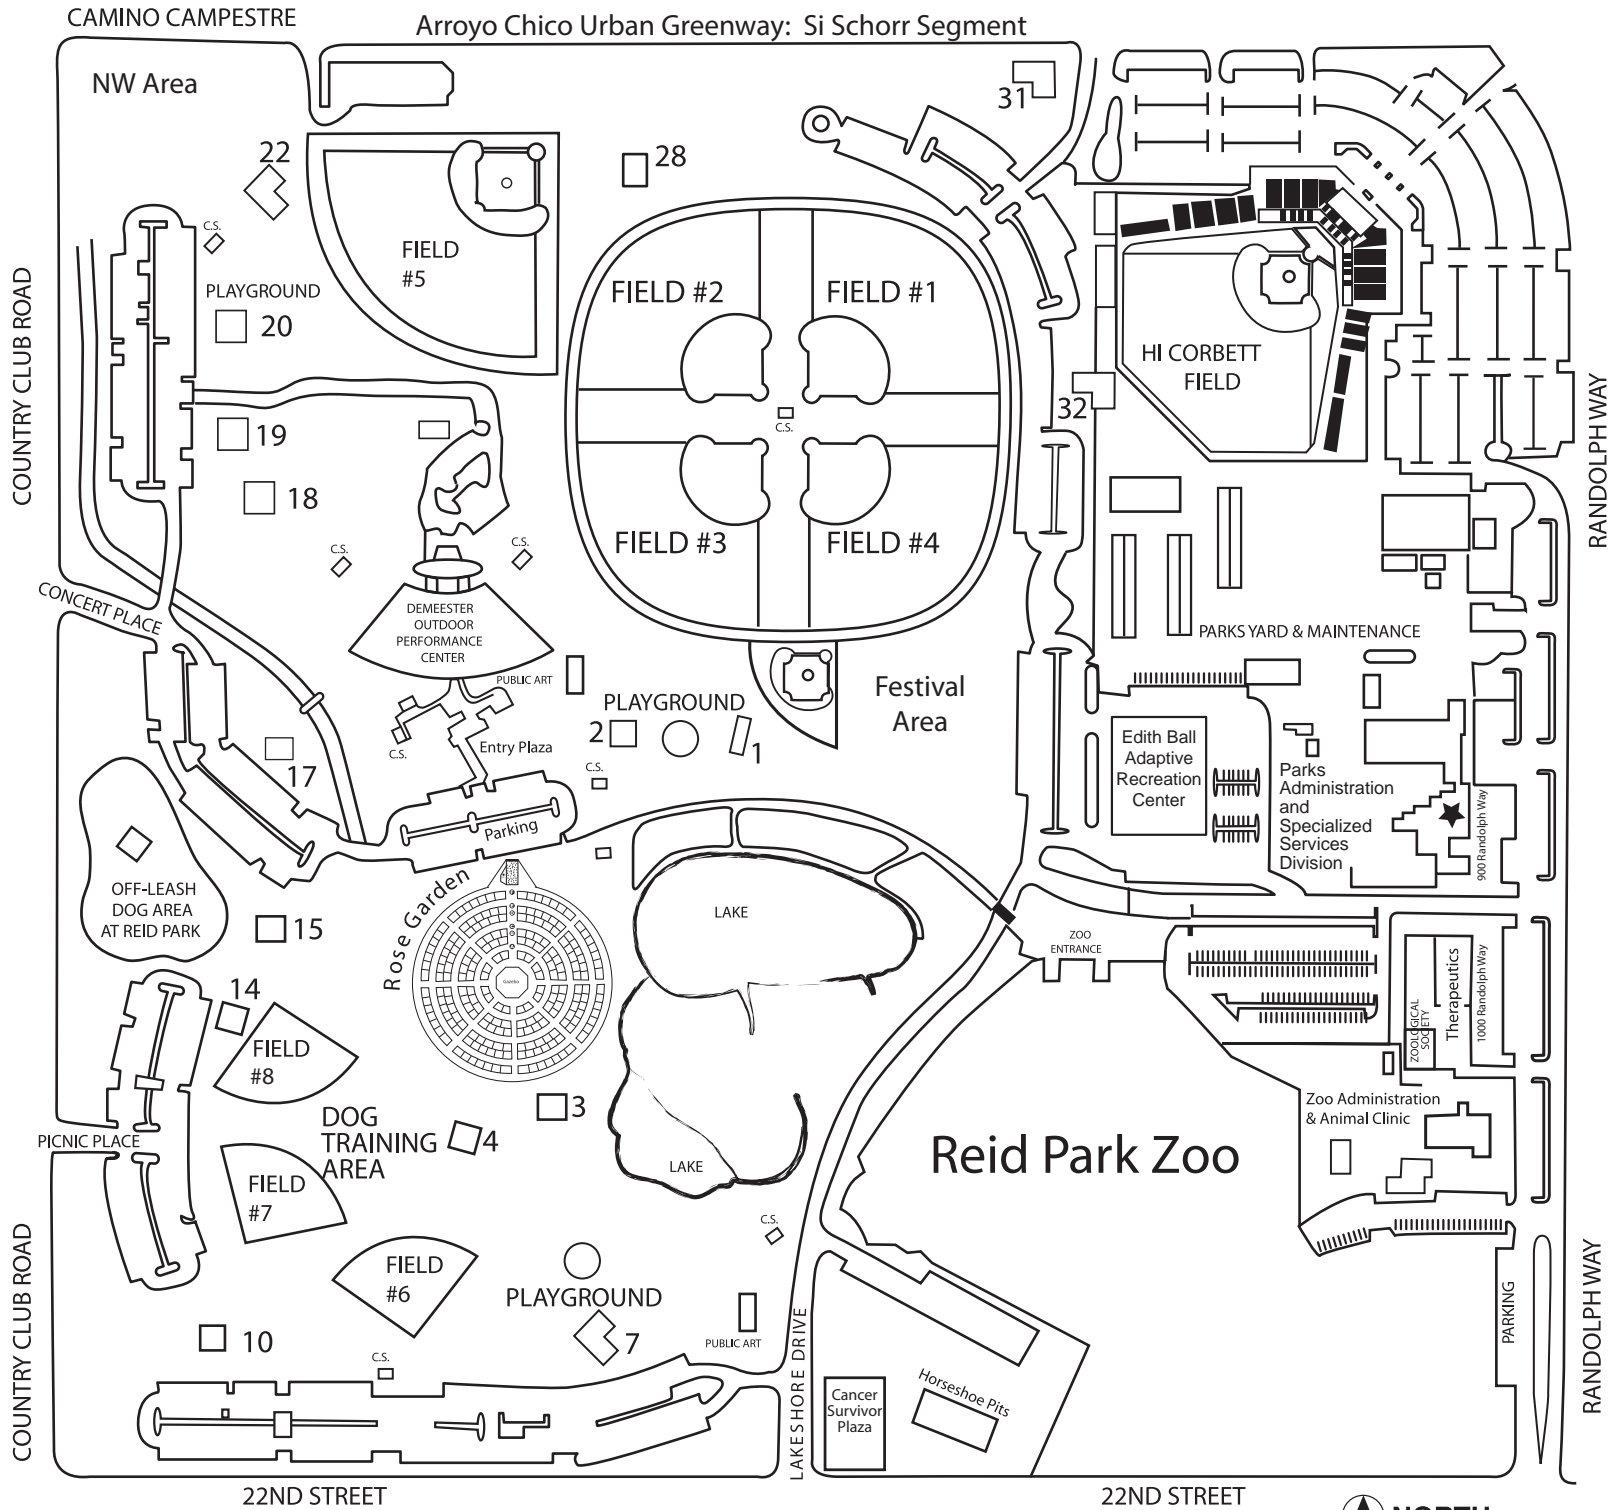 CAMINO CAMPESTRE
Arroyo Chico Urban Greenway: Si Schorr Segment
NW Area
31
22
28
C.S.
FIELD
#5
FIELD #2
FIELD #1
PLAYGROUND
20
HI CORBETT
FIELD
COUNTRY CLUB ROAD
RANDOLPH WAY
32
C.S.
19
18
FIELD #3
FIELD #4
C.S.
C.S.
CONCERT PLACE
DEMEESTER
OUTDOOR
PERFORMANCE
CENTER
PARKS YARD & MAINTENANCE
PUBLIC ART
Festival
Area
PLAYGROUND
2
1
17
C.S.
Entry Plaza
C.S.
Edith Ball
Adaptive
Recreation
Center
Parks
Administration
and
Specialized
Services
Division
900 Randolph Way
Parking
Rose Garden
OFF-LEASH
DOG AREA
AT REID PARK
15
LAKE
ZOO
ENTRANCE
Gazebo
14
ZOOLOGICAL
SOCIETY
Therapeutics
1000 Randolph Way
FIELD
#8
3
DOG
TRAINING
AREA
4
Zoo Administration
& Animal Clinic
PICNIC PLACE
LAKE
Reid Park Zoo
FIELD
#7
C.S.
FIELD
#6
PLAYGROUND
COUNTRY CLUB ROAD
10
7
C.S.
PUBLIC ART
LAKESHORE DRIVE
PARKING
RANDOLPH WAY
Cancer
Survivor
Plaza
Horseshoe Pits
22ND STREET
22ND STREET
NORTH